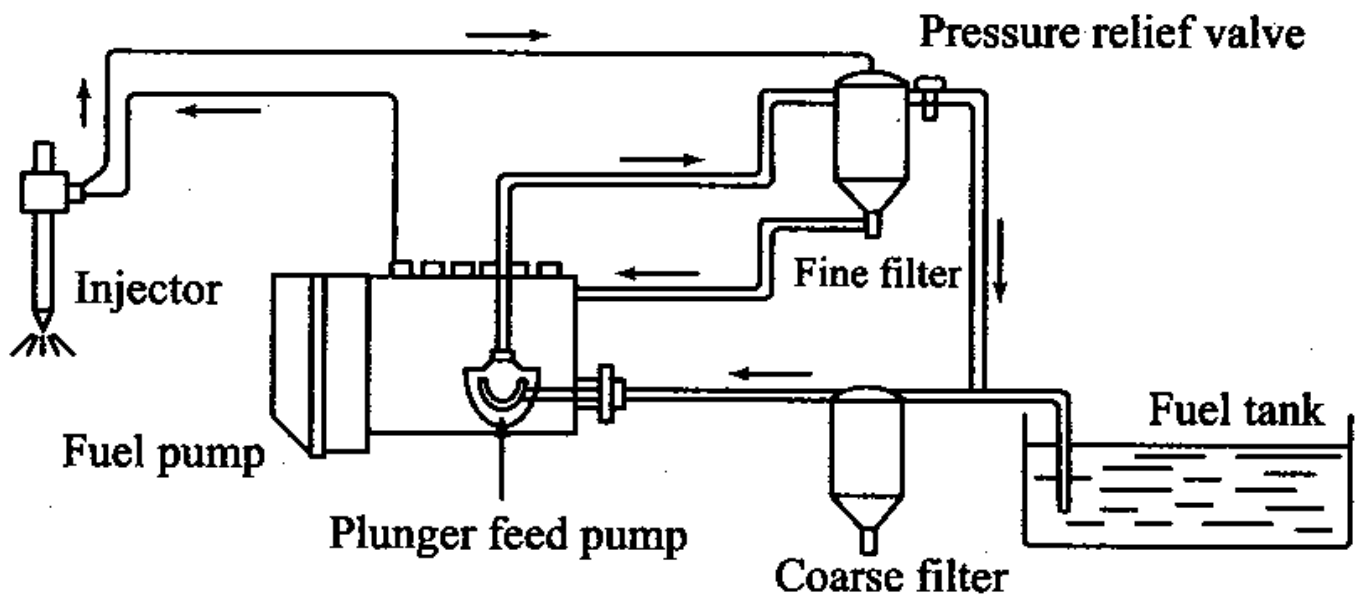 Pressure relief valve
Injector
Fine filter
Fuel tank
Fuel pump
Plunger feed pump
Coarse filter